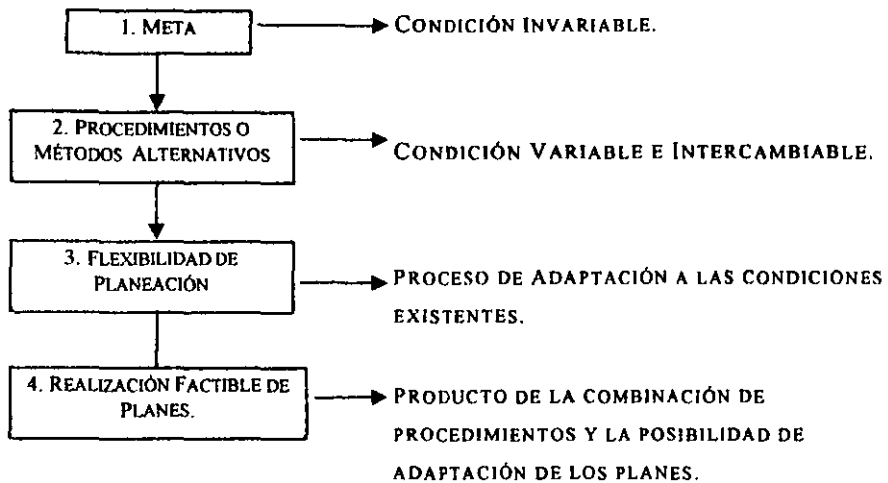 1. META
CONDICIÓN INVARIABLE.
2. PROCEDIMIENTOS O
MÉTODOS ALTERNATIVOS
CONDICIÓN VARIABLE E INTERCAMBIABLE.
3. FLEXIBILIDAD DE
PLANEACIÓN
PROCESO DE ADAPTACIÓN A LAS CONDICIONES
EXISTENTES.
4. REALIZACIÓN FACTIBLE DE
PLANES.
PRODUCTO DE LA COMBINACIÓN DE
PROCEDIMIENTOS Y LA POSIBILIDAD DE
ADAPTACIÓN DE LOS PLANES.